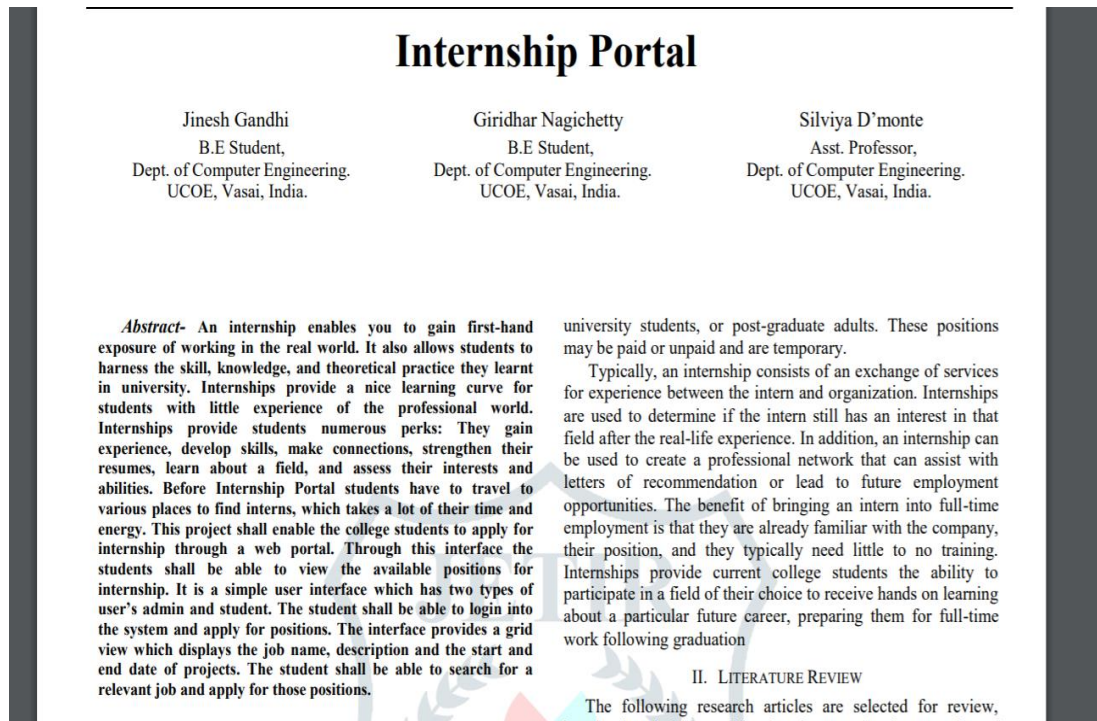 Internship Portal
Jinesh Gandhi
B.E Student,
Dept. of Computer Engineering.
UCOE, Vasai, India.
Giridhar Nagichetty
B.E Student,
Dept. of Computer Engineering.
UCOE, Vasai, India.
Silviya D’monte
Asst. Professor,
Dept. of Computer Engineering.
UCOE, Vasai, India.
Abstract- An internship enables you to gain first-hand
exposure of working in the real world. It also allows students to
harness the skill, knowledge, and theoretical practice they learnt
in university. Internships provide a nice learning curve for
students with little experience of the professional world.
Internships provide students numerous perks: They gain
experience, develop skills, make connections, strengthen their
resumes, learn about a field, and assess their interests and
abilities. Before Internship Portal students have to travel to
various places to find interns, which takes a lot of their time and
energy. This project shall enable the college students to apply for
internship through a web portal. Through this interface the
students shall be able to view the available positions for
internship. It is a simple user interface which has two types of
user’s admin and student. The student shall be able to login into
the system and apply for positions. The interface provides a grid
view which displays the job name, description and the start and
end date of projects. The student shall be able to search for a
relevant job and apply for those positions.
university students, or post-graduate adults. These positions
may be paid or unpaid and are temporary.
Typically, an internship consists of an exchange of services
for experience between the intern and organization. Internships
are used to determine if the intern still has an interest in that
field after the real-life experience. In addition, an internship can
be used to create a professional network that can assist with
letters of recommendation or lead to future employment
opportunities. The benefit of bringing an intern into full-time
employment is that they are already familiar with the company,
their position, and they typically need little to no training.
Internships provide current college students the ability to
participate in a field of their choice to receive hands on learning
about a particular future career, preparing them for full-time
work following graduation
II. LITERATURE REVIEW
The following research articles are selected for review,
JETIR